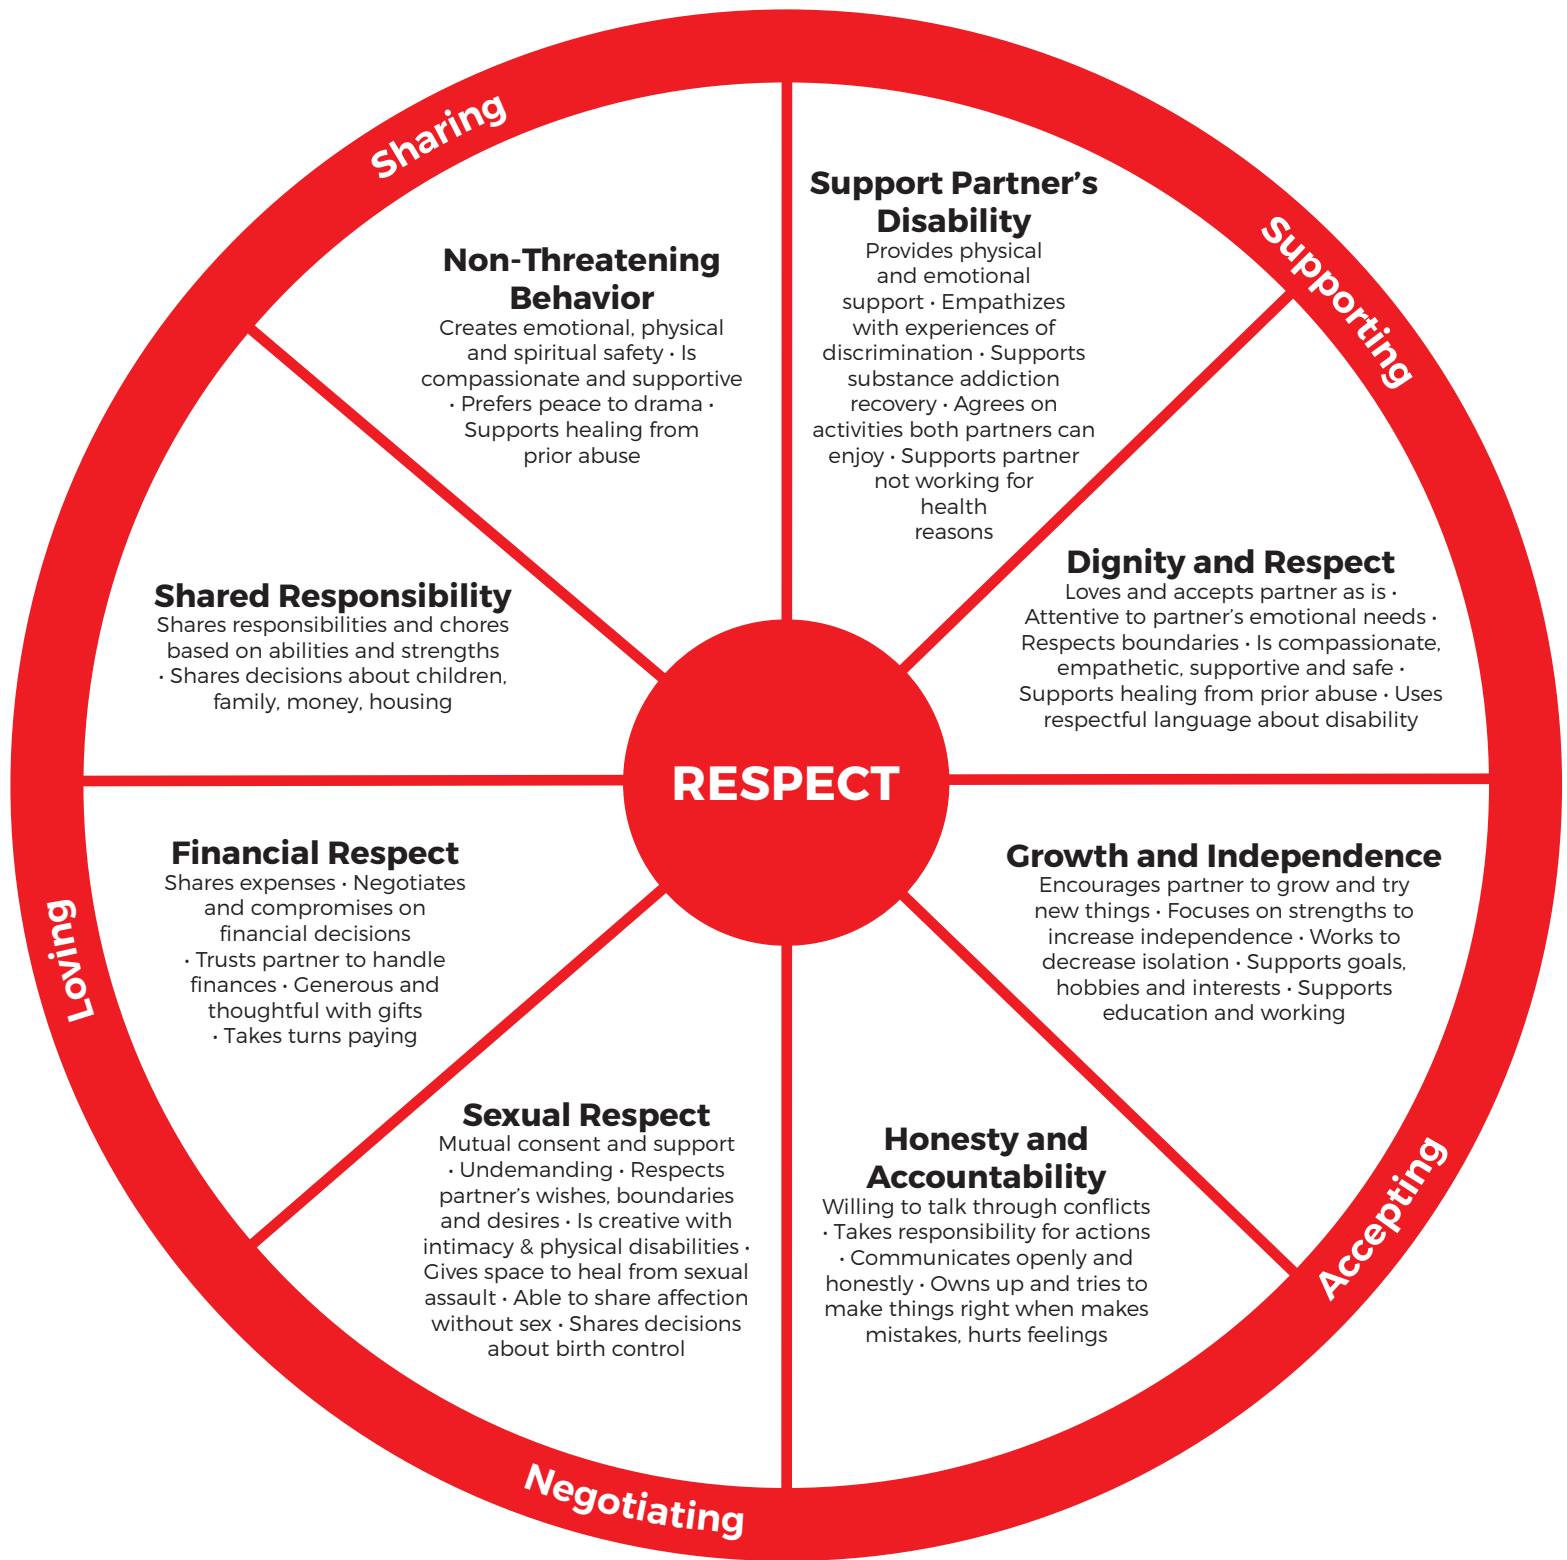 Sharing
Supporting
Accepting
Negotiating
Loving
RESPECT
Support Partner’s
Disability
Provides physical
and emotional
support • Empathizes
with experiences of
discrimination • Supports
substance addiction
recovery • Agrees on
activities both partners can
enjoy • Supports partner
not working for
health
reasons
Dignity and Respect
Loves and accepts partner as is •
Attentive to partner’s emotional needs •
Respects boundaries • Is compassionate,
empathetic, supportive and safe •
Supports healing from prior abuse • Uses
respectful language about disability
Growth and Independence
Encourages partner to grow and try
new things • Focuses on strengths to
increase independence • Works to
decrease isolation • Supports goals,
hobbies and interests • Supports
education and working
Honesty and
Accountability
Willing to talk through conflicts
• Takes responsibility for actions
• Communicates openly and
honestly • Owns up and tries to
make things right when makes
mistakes, hurts feelings
Sexual Respect
Mutual consent and support
• Undemanding • Respects
partner’s wishes, boundaries
and desires • Is creative with
intimacy & physical disabilities •
Gives space to heal from sexual
assault • Able to share affection
without sex • Shares decisions
about birth control
Financial Respect
Shares expenses • Negotiates
and compromises on
financial decisions
• Trusts partner to handle
finances • Generous and
thoughtful with gifts
• Takes turns paying
Shared Responsibility
Shares responsibilities and chores
based on abilities and strengths
• Shares decisions about children,
family, money, housing
Non-Threatening
Behavior
Creates emotional, physical
and spiritual safety • Is
compassionate and supportive
• Prefers peace to drama •
Supports healing from
prior abuse